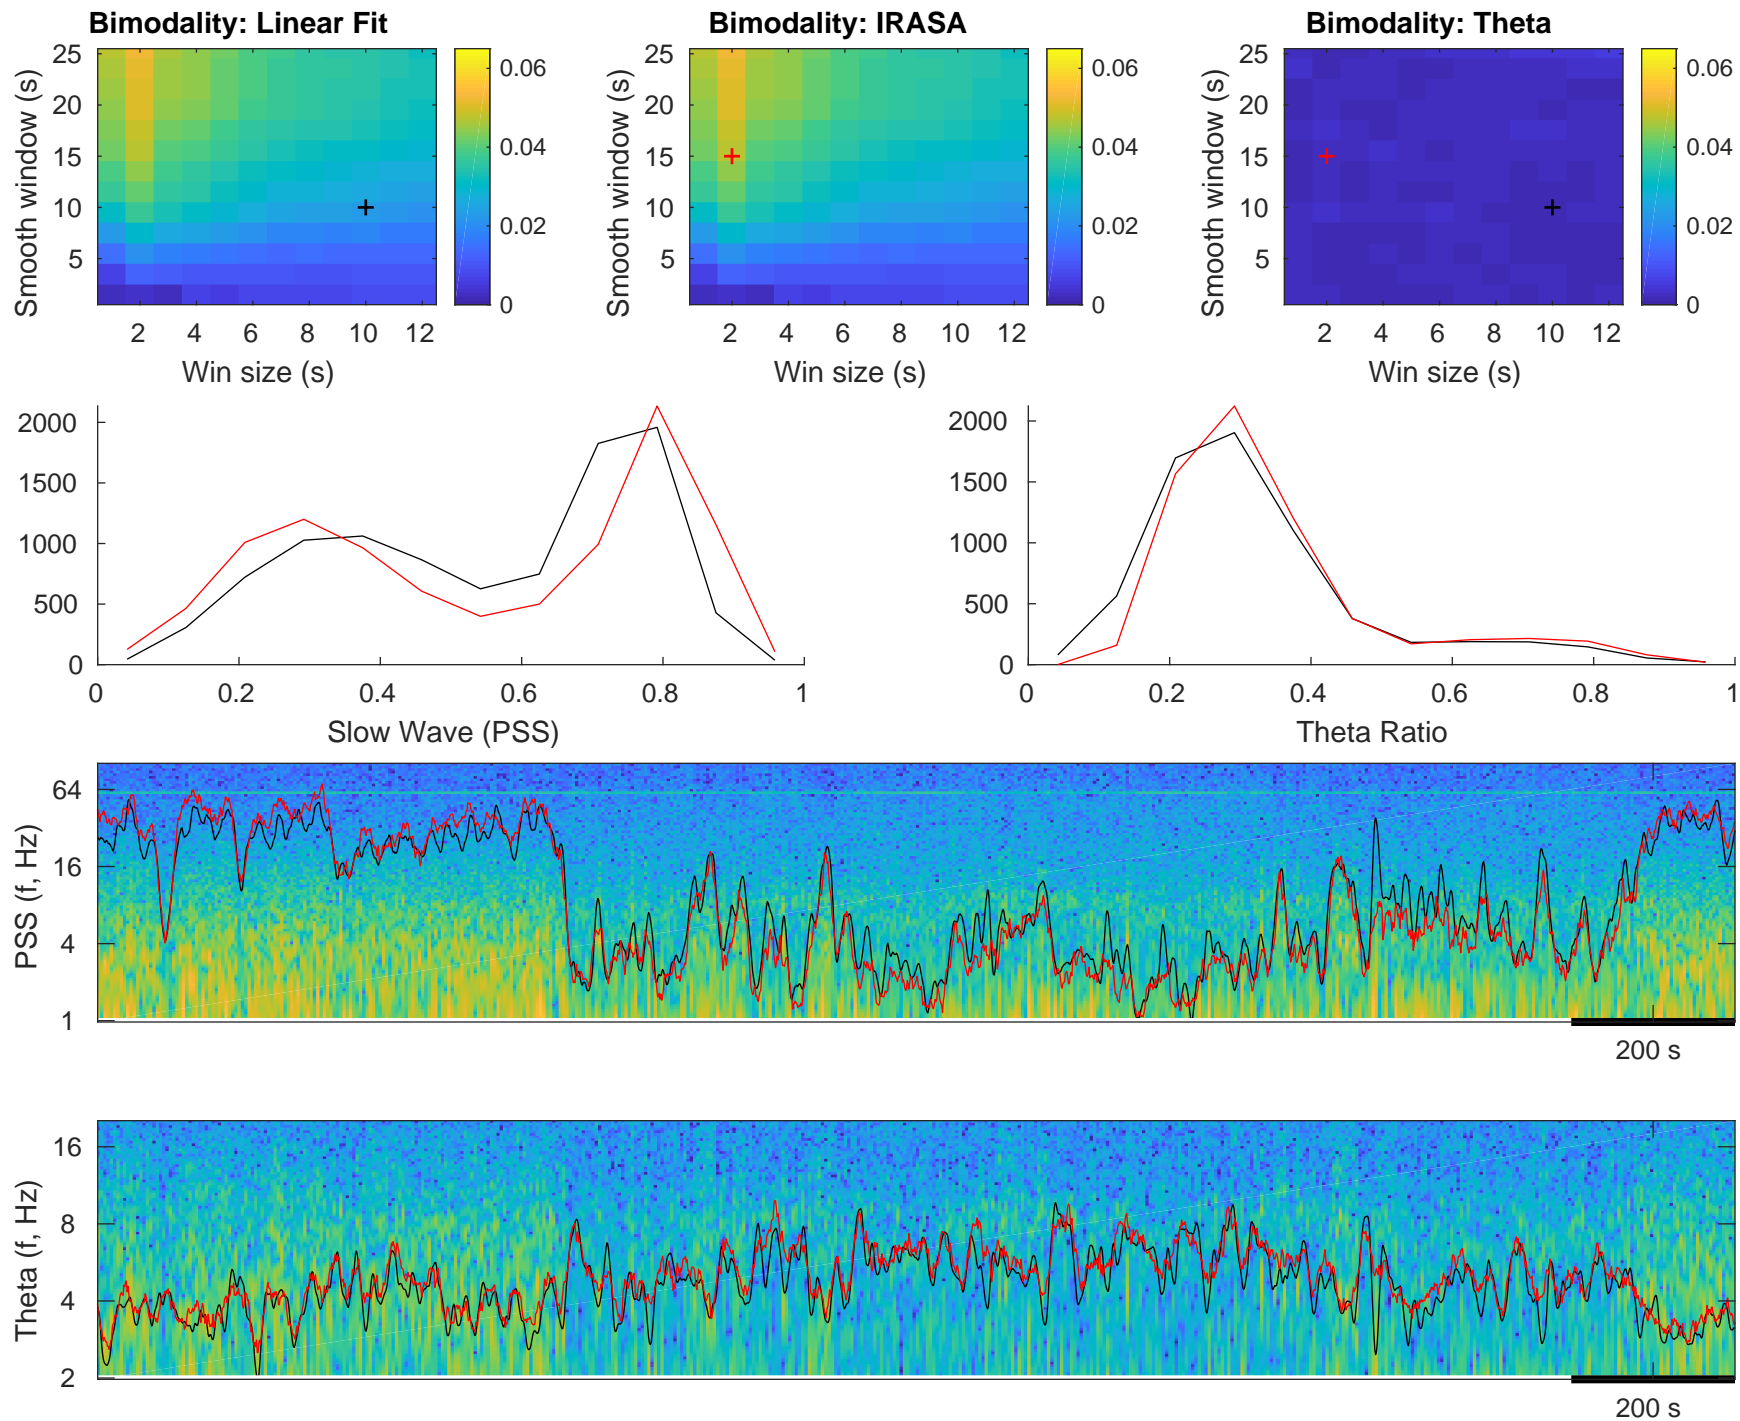 Bimodality: Linear Fit
Bimodality: IRASA
Bimodality: Theta
Smooth window (s)
25
20
15
10
5
2 4 6 8 10 12
Win size (s)
0.06
0.04
0.02
0
Smooth window (s)
25
20
15
10
5
2 4 6 8 10 12
Win size (s)
0.06
0.04
0.02
0
Smooth window (s)
25
20
15
10
5
2 4 6 8 10 12
Win size (s)
0.06
0.04
0.02
0
2000
1500
1000
500
0
0 0.2 0.4 0.6 0.8 1
Slow Wave (PSS)
2000
1500
1000
500
0
0 0.2 0.4 0.6 0.8 1
Theta Ratio
PSS (f, Hz)
64
16
4
1
200 s
Theta (f, Hz)
16
8
4
2
200 s